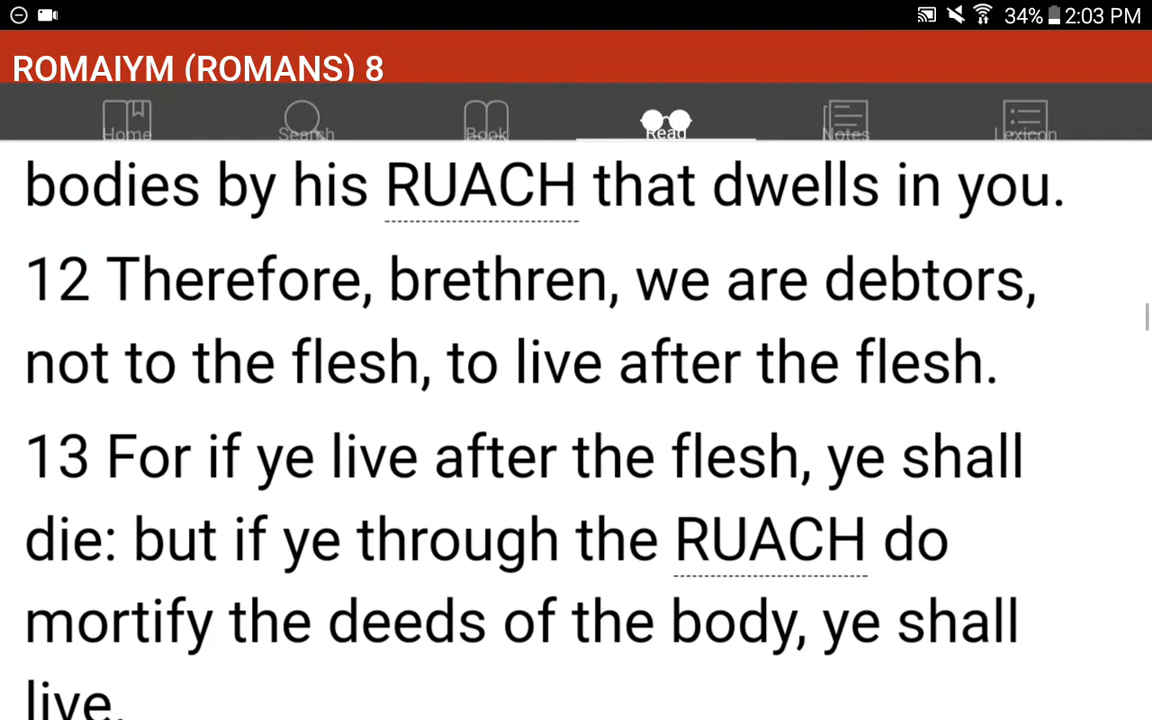 34% 2:03 PM
ROMAIYM (ROMANS) 8
Home Search Book Read Notes Lexicon
bodies by his RUACH that dwells in you.
12 Therefore, brethren, we are debtors,
not to the flesh, to live after the flesh.
13 For if ye live after the flesh, ye shall
die: but if ye through the RUACH do
mortify the deeds of the body, ye shall
live.